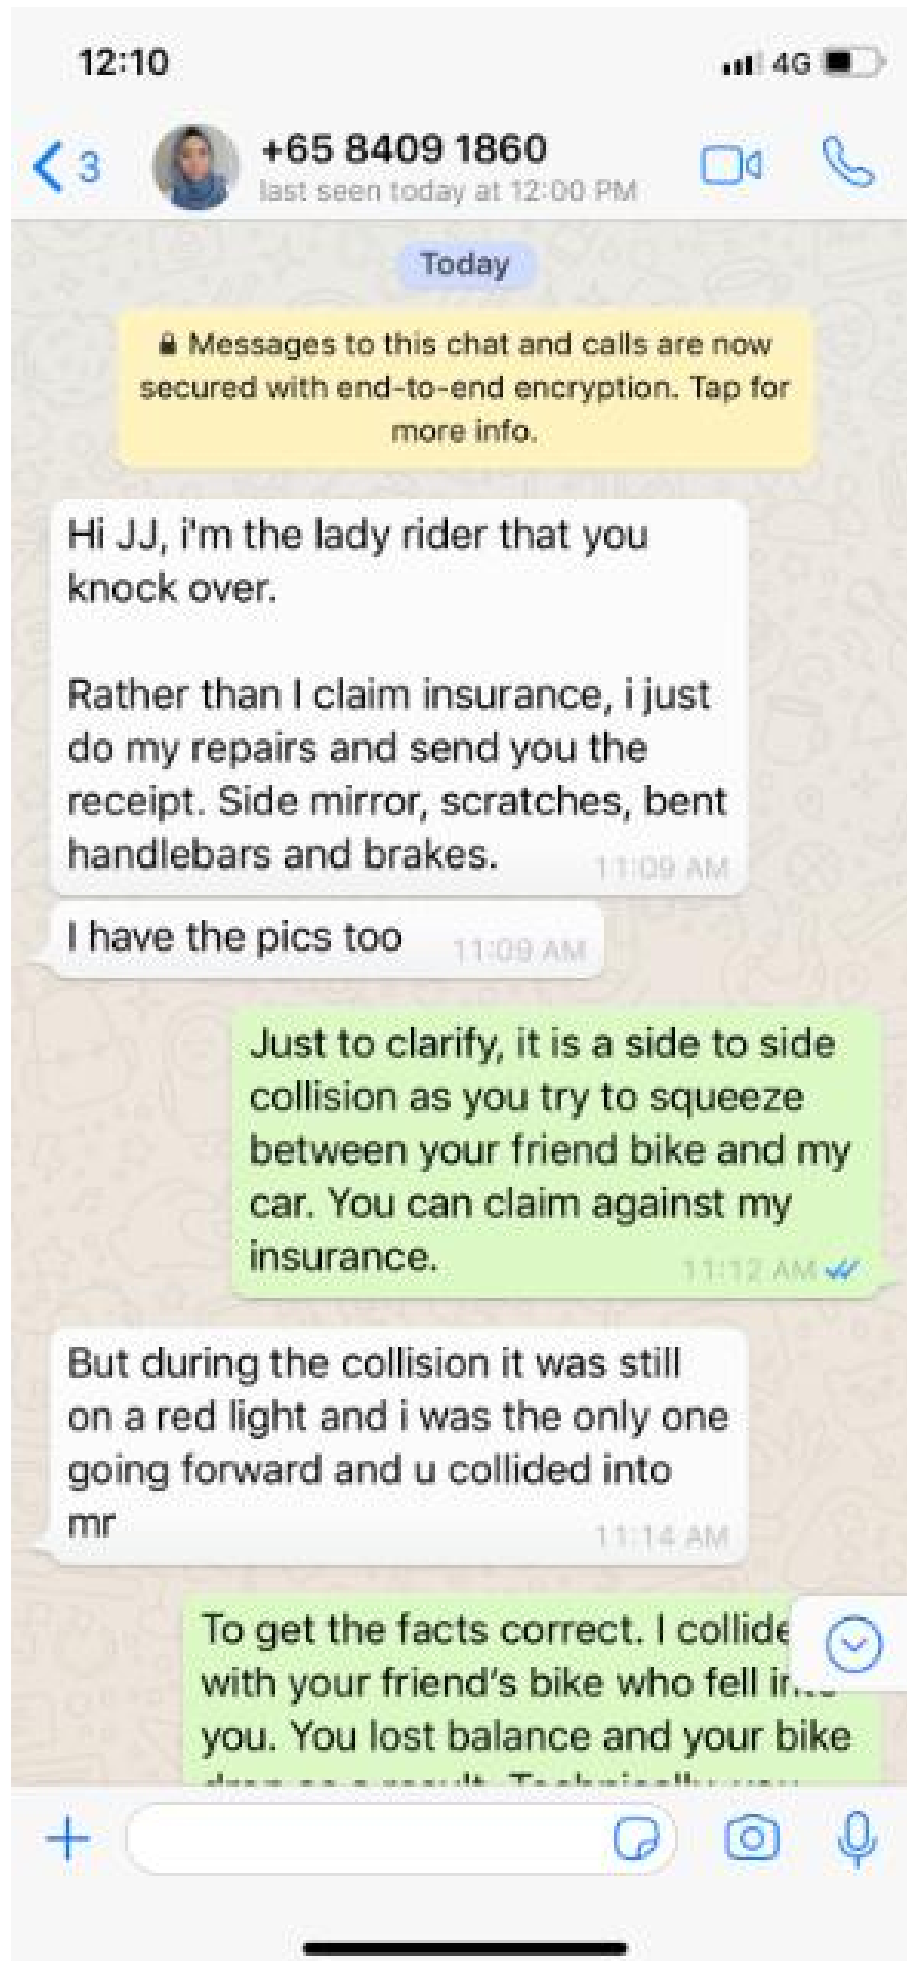 12:10
4G
3
+65 8409 1860
last seen today at 12:00 PM
Today
Messages to this chat and calls are now
secured with end-to-end encryption. Tap for
more info.
Hi JJ, i'm the lady rider that you
knock over.
Rather than I claim insurance, i just
do my repairs and send you the
receipt. Side mirror, scratches, bent
handlebars and brakes.
11:09 AM
I have the pics too
11:09 AM
Just to clarify, it is a side to side
collision as you try to squeeze
between your friend bike and my
car. You can claim against my
insurance.
11:12 AM
But during the collision it was still
on a red light and i was the only one
going forward and u collided into
mr
11:14 AM
To get the facts correct. I collide
with your friend's bike who fell
you. You lost balance and your bike